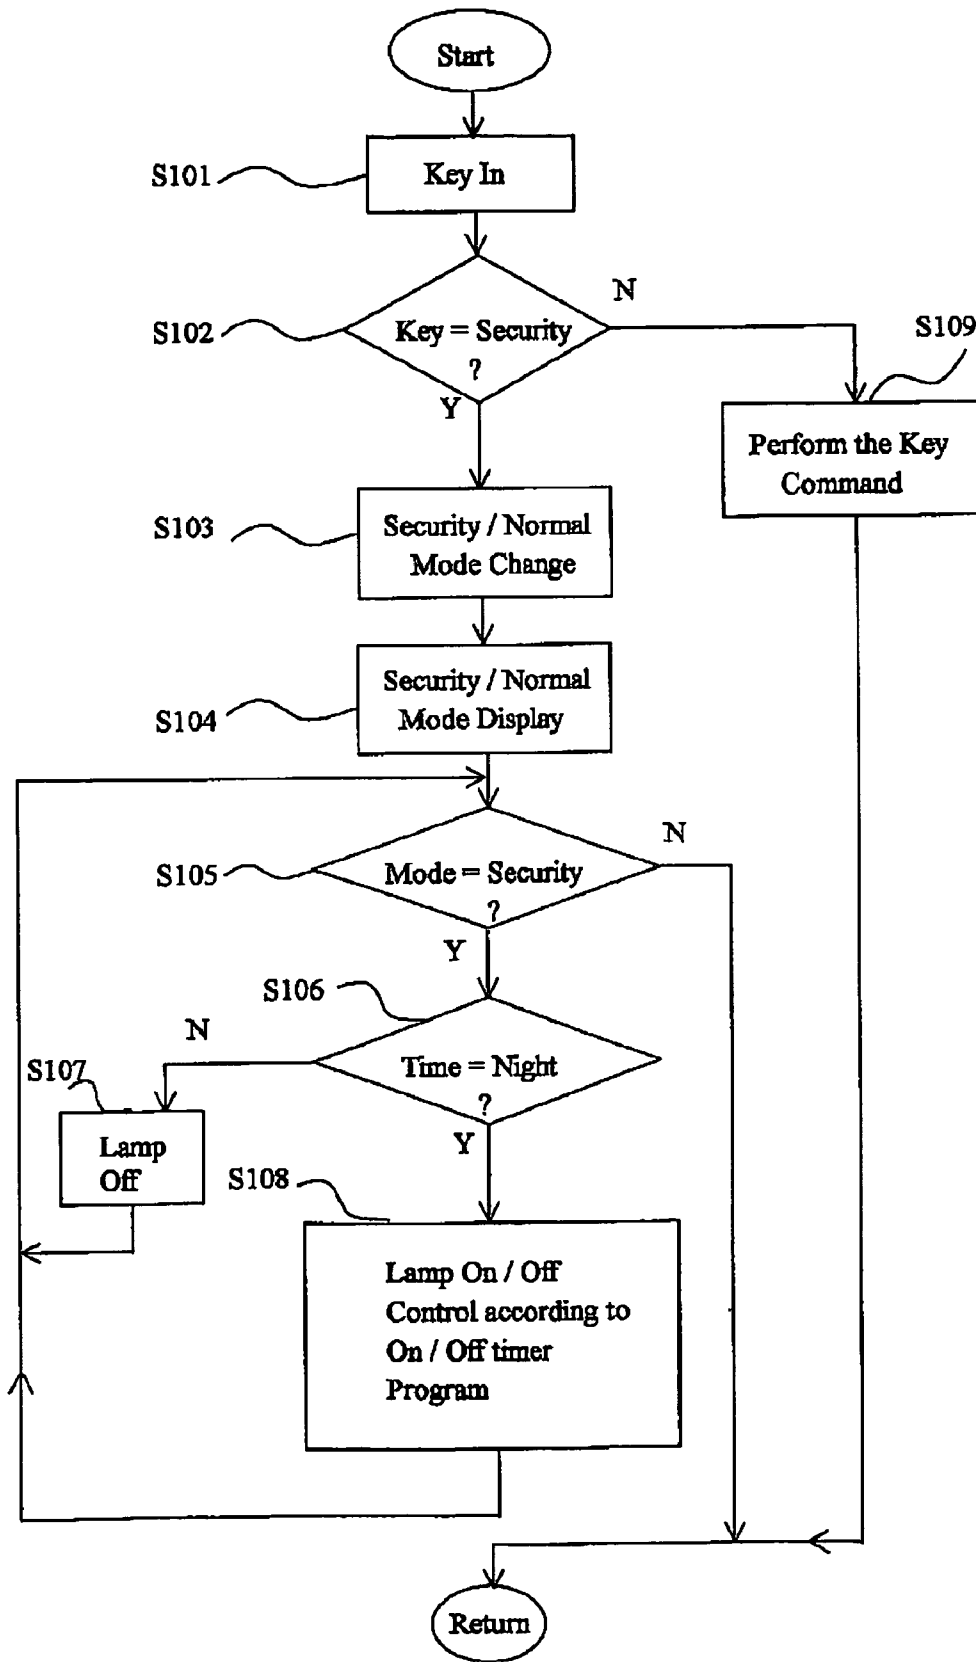 Start
S101
Key In
N
S102
Key = Security
?
S109
Y
Perform the Key
Command
S103
Security / Normal
Mode Change
S104
Security / Normal
Mode Display
N
S105
Mode = Security
?
Y
S106
N
Time = Night
?
S107
Y
Lamp
Off
S108
Lamp On / Off
Control according to
On / Off timer
Program
Return